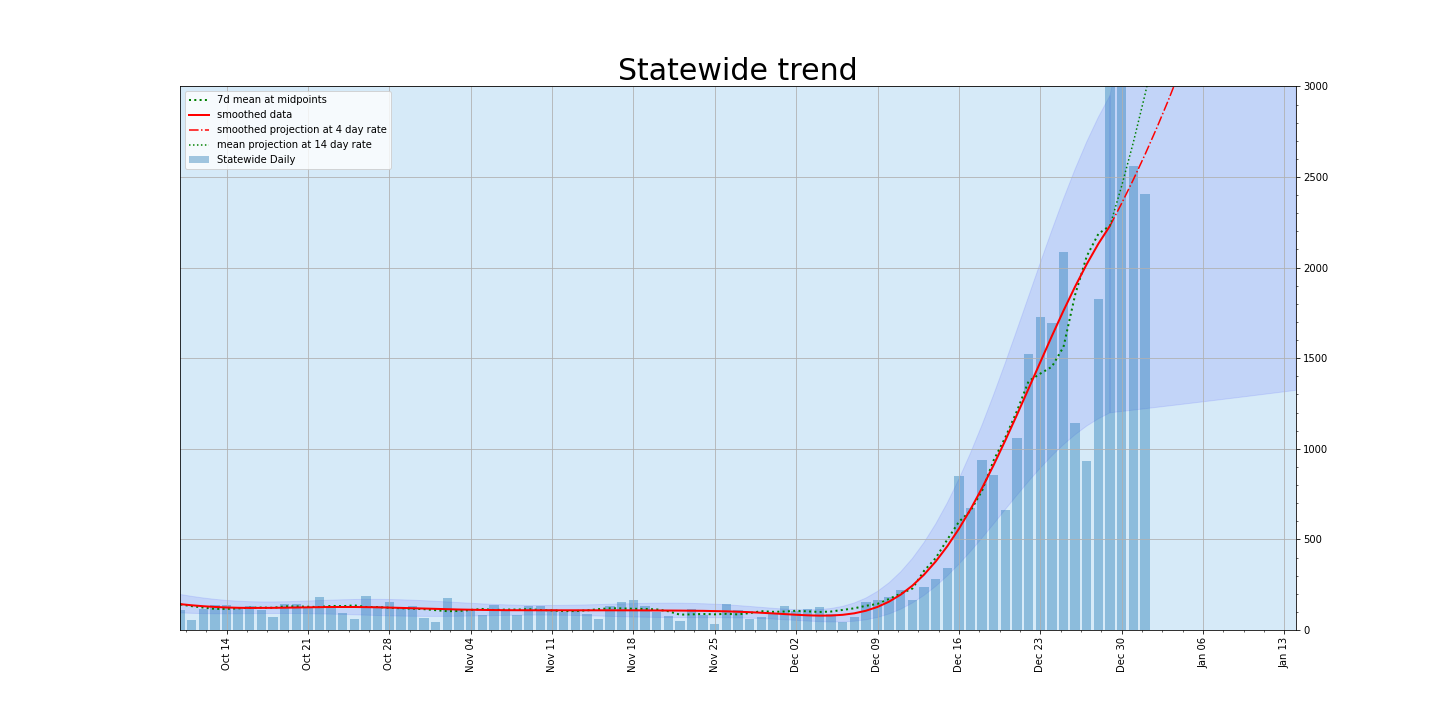 Statewide trend
7d mean at midpoints
smoothed data
smoothed projection at 4 day rate
mean projection at 14 day rate
Statewide Daily
3000
2500
2000
1500
1000
500
0
Oct 14
Oct 21
Oct 28
Nov 04
Nov 11
Nov 18
Nov 25
Dec 02
Dec 09
Dec 16
Dec 23
Dec 30
Jan 06
Jan 13